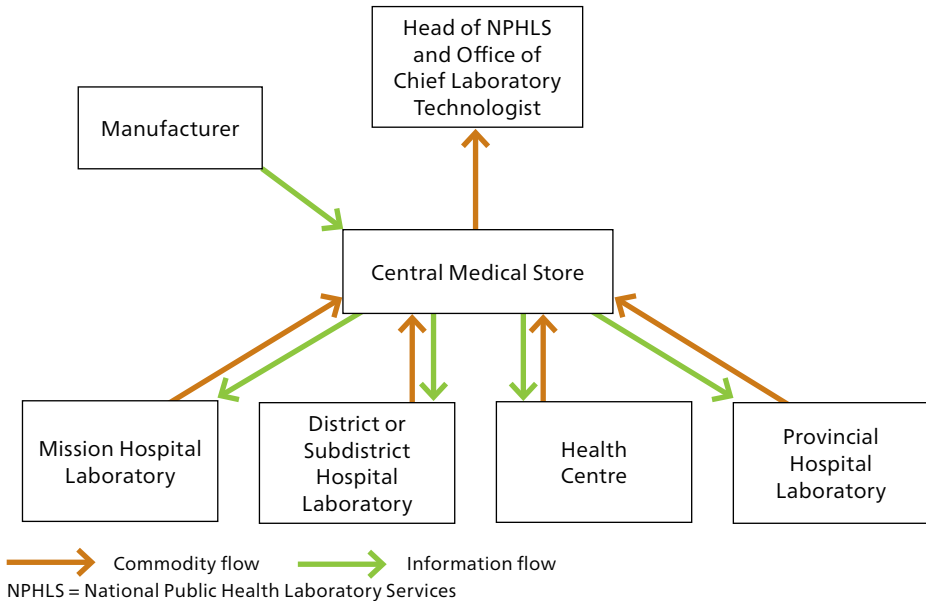 Head of NPHLS
and Office of
Chief Laboratory
Technologist
Manufacturer
Central Medical Store
Mission Hospital
Laboratory
District or
Subdistrict
Hospital
Laboratory
Health
Centre
Provincial
Hospital
Laboratory
Commodity flow
Information flow
NPHLS = National Public Health Laboratory Services